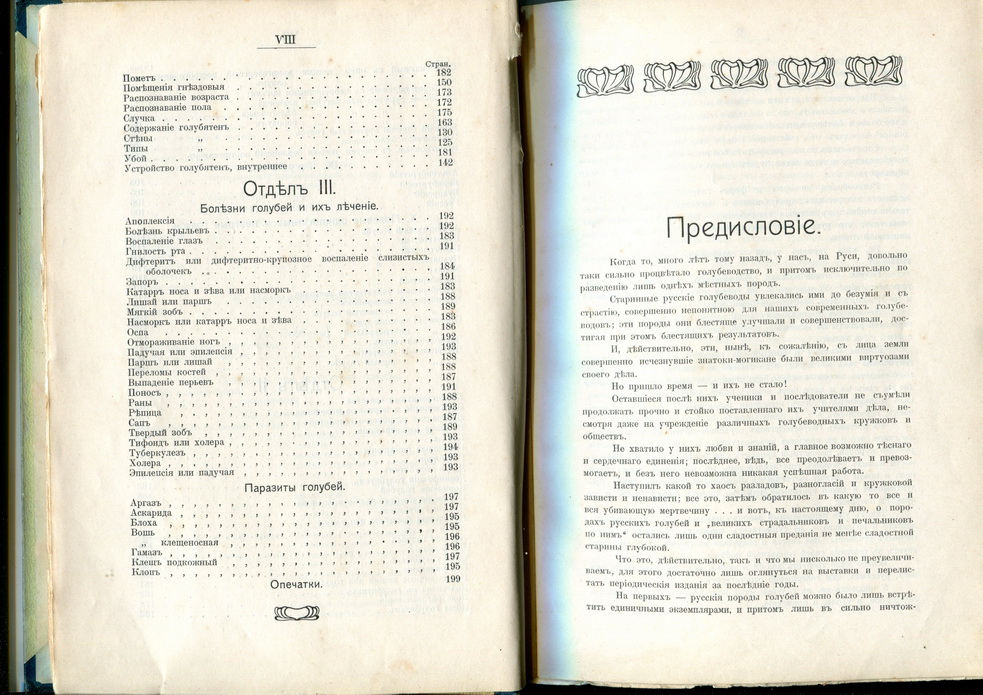 VIII
Стран.
Пометъ . . . . . . . . . . . . 182
Помѣщенія гнѣздовыя . . . . . . . . . . 150
Распознаваніе возраста . . . . . . . . . . 173
Распознаваніе пола . . . . . . . . . . 172
Случка . . . . . . . . . . . . 175
Содержаніе голубятенъ . . . . . . . . . . 163
Стѣны „ . . . . . . . . . . 130
Типы „ . . . . . . . . . . 125
Убой . . . . . . . . . . . . 181
Устройство голубятен, внутреннее . . . . . . . 142
Отдѣлъ III.
Болѣзни голубей и ихъ лѣченіе.
Апоплексія . . . . . . . . . . 192
Болѣзнь крыльевъ . . . . . . . . . . 192
Воспаленіе глазъ . . . . . . . . . . 183
Гнилость рта . . . . . . . . . . 191
Дифтеритъ или дифтеритно-крупозное воспаленіе слизистыхъ
оболочекъ . . . . . . . . . . 184
Запоръ . . . . . . . . . . 191
Катарръ носа и зѣва или насморкъ . . . . . . 183
Лишай или паршъ . . . . . . . . . . 188
Мягкій зобъ . . . . . . . . . . 189
Насморкъ или катарръ носа и зѣва . . . . . . 183
Оспа . . . . . . . . . . 186
Отмораживаніе ногъ . . . . . . . . . . 192
Падучая или эпилепсія . . . . . . . . . . 193
Паршъ или лишай . . . . . . . . . . 188
Переломы костей . . . . . . . . . . 188
Выпаденіе перьевъ . . . . . . . . . . 187
Поносъ . . . . . . . . . . 191
Раны . . . . . . . . . . 188
Рѣпица . . . . . . . . . . 193
Сапъ . . . . . . . . . . 187
Твердый зобъ . . . . . . . . . . 189
Тифоидъ или холера . . . . . . . . . . 193
Туберкулезъ . . . . . . . . . . 194
Холера . . . . . . . . . . 193
Эпилепсія или падучая . . . . . . . . . . 193
Паразиты голубей.
Аргазъ . . . . . . . . . . 197
Аскарида . . . . . . . . . . 197
Блоха . . . . . . . . . . 195
Вошь . . . . . . . . . . 195
„ клещеносная . . . . . . . . . . 196
Гамазъ . . . . . . . . . . 196
Клещъ подкожный . . . . . . . . . . 197
Клопъ . . . . . . . . . . 195
Опечатки. 199
Предисловіе.
Когда то, много лѣтъ тому назадъ, у насъ, на Руси, довольно
таки сильно процвѣтало голубеводство, и притомъ исключительно по
разведенію лишь однѣхъ мѣстныхъ породъ.
Старинные русскіе голубеводы увлекались ими до безумія и съ
страстію, совершенно непонятною для нашихъ современныхъ голубе-
водовъ; эти породы они блестяще улучшали и совершенствовали, дос-
тигая при этомъ блестящихъ результатовъ.
И, дѣйствительно, эти, нынѣ, къ сожалѣнію, съ лица земли
совершенно исчезнувшіе знатоки-могикане были великими виртуозами
своего дѣла.
Но пришло время — и ихъ не стало!
Оставшіеся послѣ нихъ ученики и послѣдователи не съумѣли
продолжать прочно и стойко поставленнаго ихъ учителями дѣла, не-
смотря даже на учрежденіе различныхъ голубеводныхъ кружковъ и
обществъ.
Не хватило у нихъ любви и знаній, а главное возможно тѣснаго
и сердечнаго единенія; послѣднее, вѣдь, все преодолѣваетъ и превоз-
могаетъ, и безъ него невозможна никакая успѣшная работа.
Наступилъ какой то хаосъ разладовъ, разногласій и кружковой
зависти и ненависти; все это, затѣмъ обратилось въ какую то все и
вся убивающую мертвечину . . . и вотъ, къ настоящему дню, о поро-
дахъ русскихъ голубей и „великихъ страдальниковъ и печальниковъ
по нимъ“ остались лишь одни сладостныя преданія не менѣе сладостной
старины глубокой.
Что это, дѣйствительно, такъ и что мы нисколько не преувеличи-
ваемъ, для этого достаточно лишь оглянуться на выставки и перелис-
тать періодическія изданія за послѣдніе годы.
На первыхъ — русскія породы голубей можно было лишь встрѣ-
тить единичными экземплярами, и притомъ лишь въ сильно ничтож-